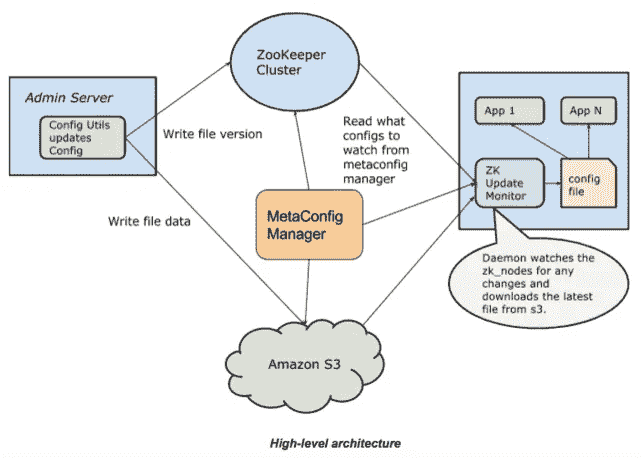 ZooKeeper
Cluster
Admin Server
Config Utils
updates
Config
Write file version
Read what
configs to
watch from
metaconfig
manager
App 1
App N
ZK
Update
Monitor
config
file
MetaConfig
Manager
Write file data
Daemon watches the
zk_nodes for any
changes and
downloads the latest
file from s3.
Amazon S3
High-level architecture